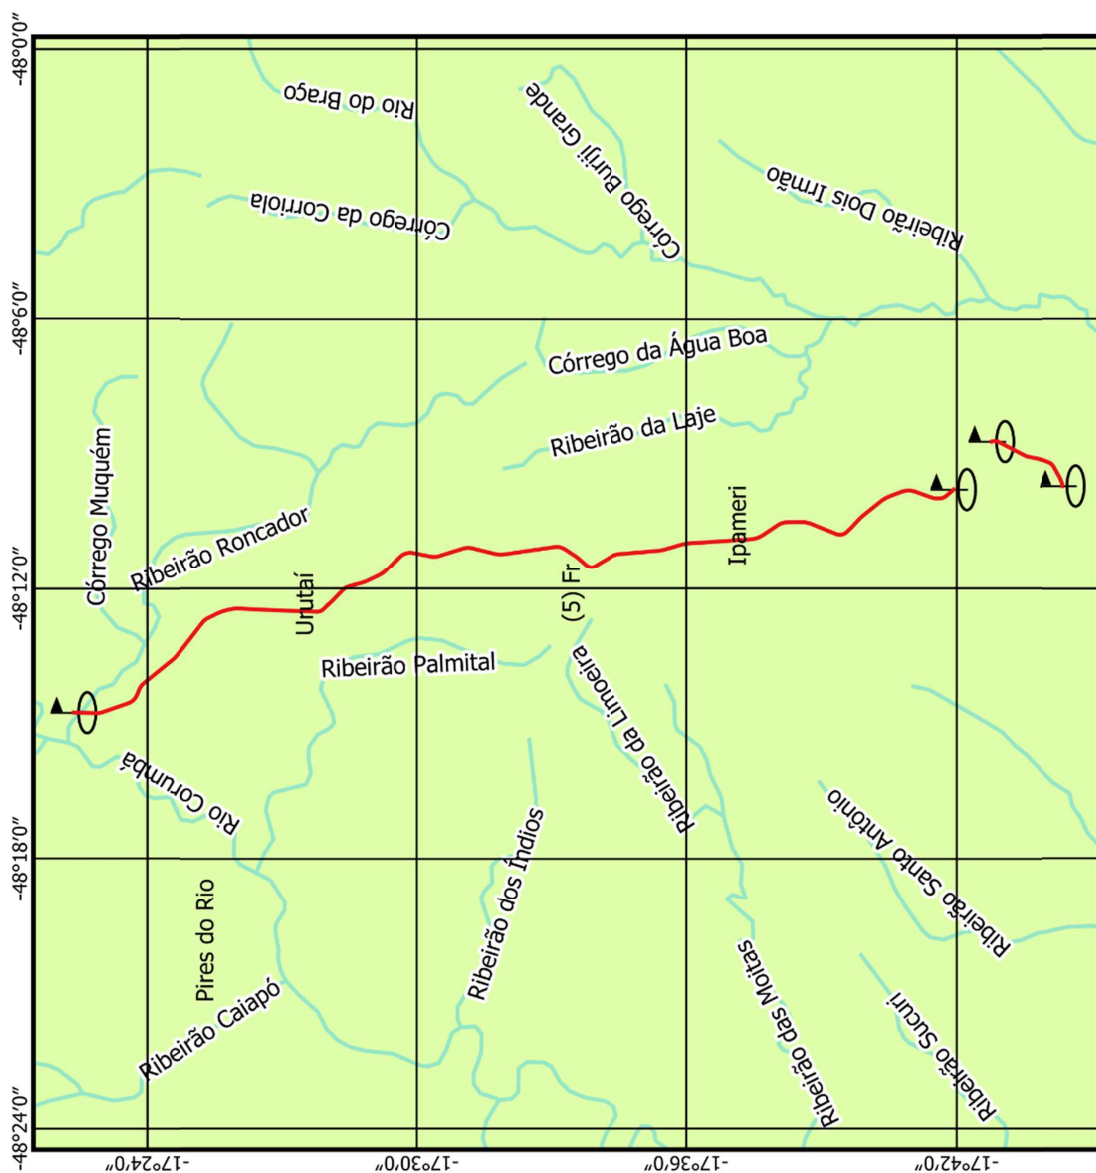 -48°0'0"
Rio do Braço
Córrego Buriji Grande
Córrego da Corriola
Ribeirão Dois Irmão
-48°6'0"
Córrego da Água Boa
Ribeirão da Laje
Córrego Muquém
Ribeirão Roncador
Ipameri
-48°12'0"
Urutaí
(5) Fr
Ribeirão Palmital
Ribeirão da Limoeira
Rio Corumbá
-48°18'0"
Pires do Rio
Ribeirão dos Índios
Ribeirão Santo Antônio
Ribeirão Caiapó
Ribeirão das Moitas
Ribeirão Sucuri
-48°24'0"
-17°24'0"
-17°30'0"
-17°36'0"
-17°42'0"